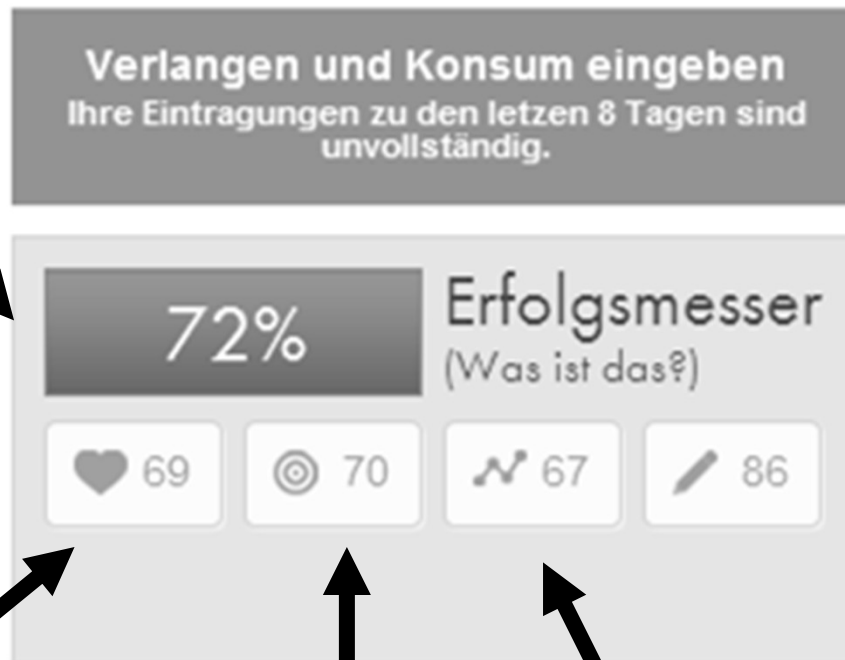 Verlangen und Konsum eingeben
Ihre Eintragungen zu den letzen 8 Tagen sind
unvollständig.
72% Erfolgsmesser
(Was ist das?)
69 70 67 86